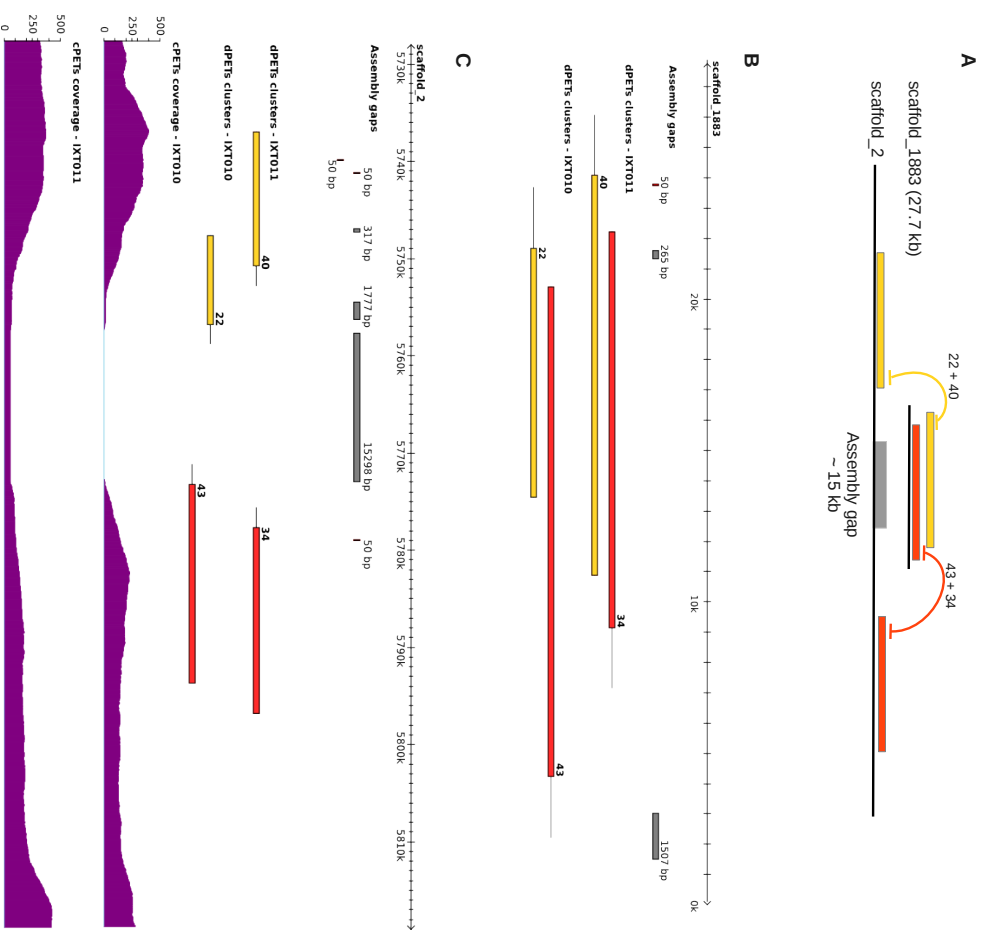 A
22 + 40
43 + 34
scaffold_1883 (27.7 kb)
scaffold_2
Assembly gap
~ 15 kb
B
scaffold_1883
20k
10k
0k
Assembly gaps
50 bp
265 bp
1507 bp
dPETs clusters - IXT011
34
40
dPETs clusters - IXT010
43
22
C
scaffold_2
5730k
5740k
5750k
5760k
5770k
5780k
5790k
5800k
5810k
Assembly gaps
50 bp
317 bp
1777 bp
15298 bp
50 bp
50 bp
dPETs clusters - IXT011
40
34
dPETs clusters - IXT010
22
43
cPETs coverage - IXT010
500
250
0
cPETs coverage - IXT011
500
250
0